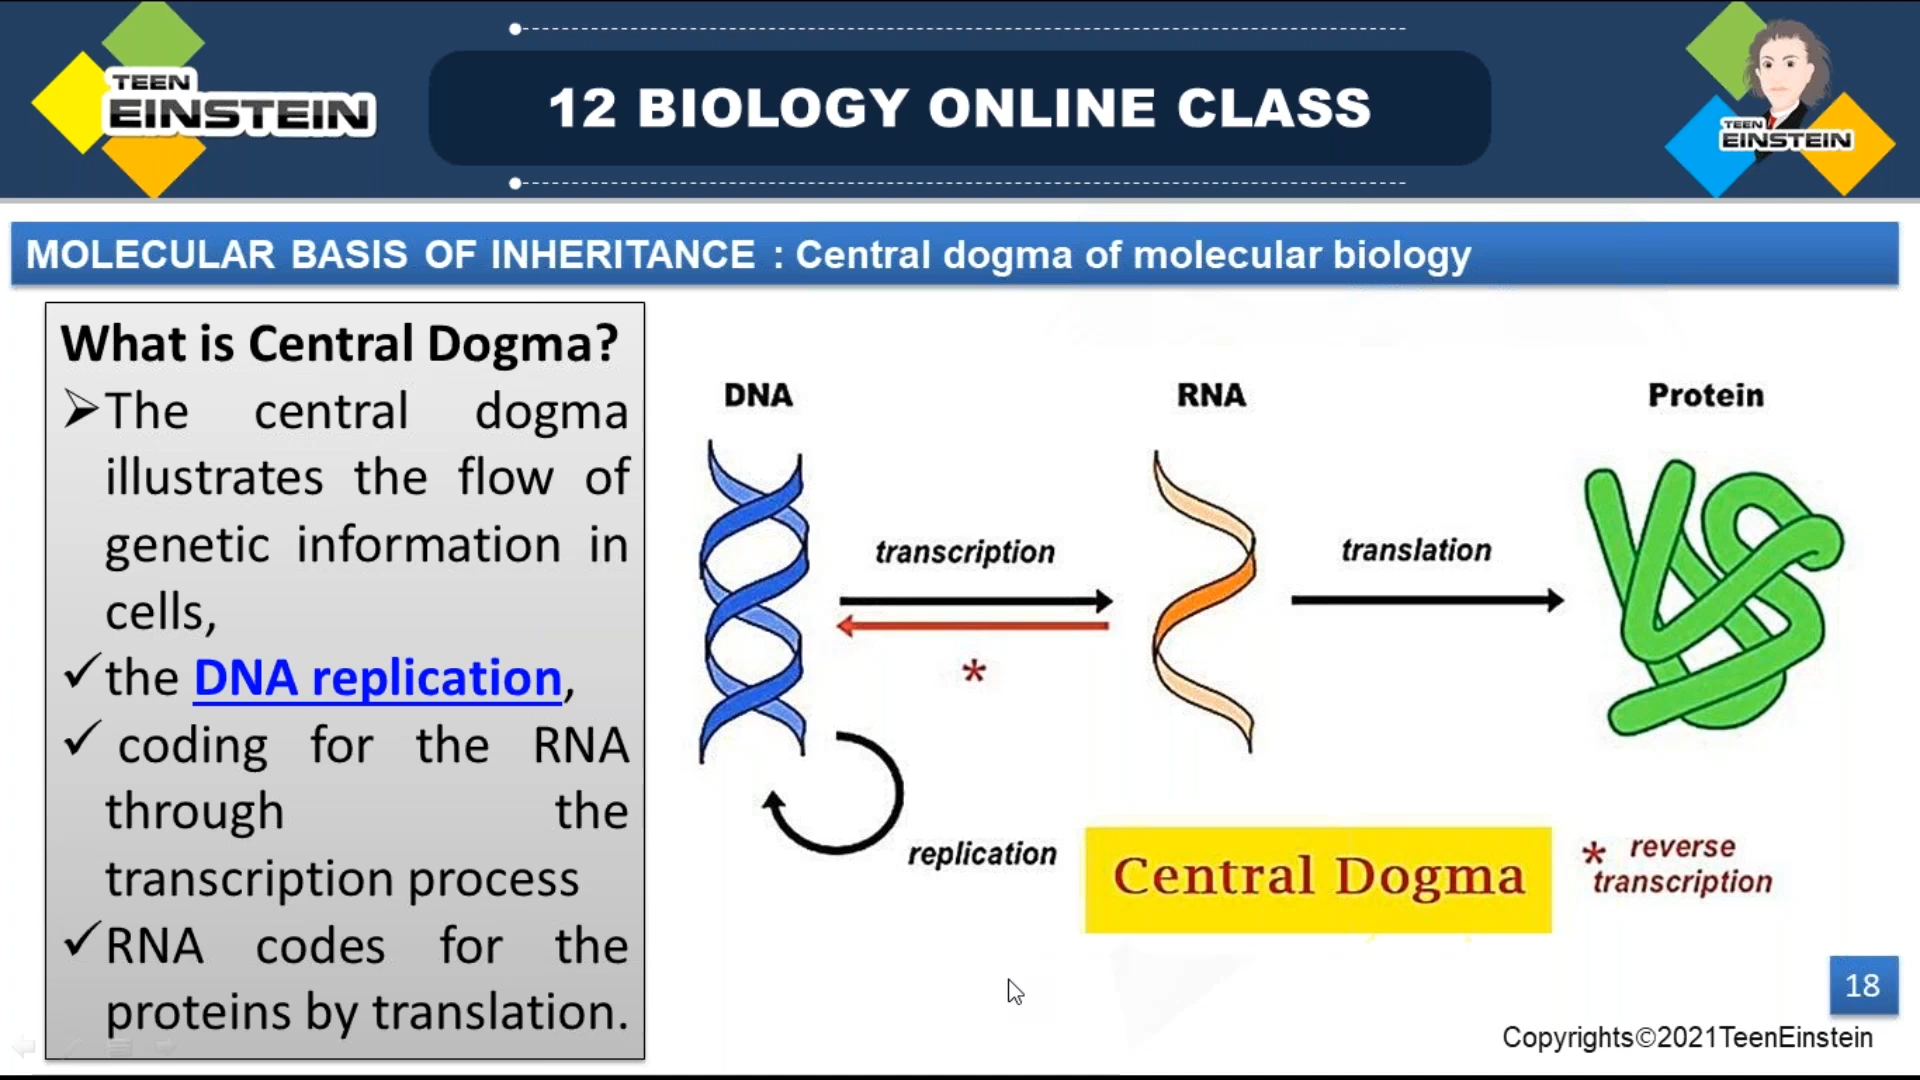 TEEN
EINSTEIN
12 BIOLOGY ONLINE CLASS
TEEN
EINSTEIN
MOLECULAR BASIS OF INHERITANCE : Central dogma of molecular biology
What is Central Dogma?
The central dogma
illustrates the flow of
genetic information in
cells,
the DNA replication,
coding for the RNA
through the
transcription process
RNA codes for the
proteins by translation.
DNA
RNA
Protein
transcription
translation
*
replication
Central Dogma
* reverse
transcription
18
Copyrights©2021TeenEinstein